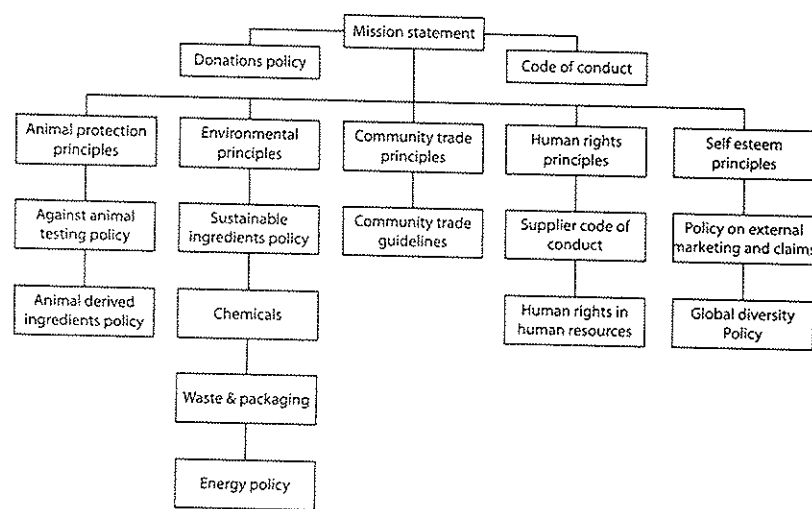 Mission statement
Donations policy
Code of conduct
Animal protection
principles
Environmental
principles
Community trade
principles
Human rights
principles
Self esteem
principles
Against animal
testing policy
Sustainable
ingredients policy
Community trade
guidelines
Supplier code of
conduct
Policy on external
marketing and claims
Animal derived
ingredients policy
Chemicals
Human rights in
human resources
Global diversity
Policy
Waste & packaging
Energy policy